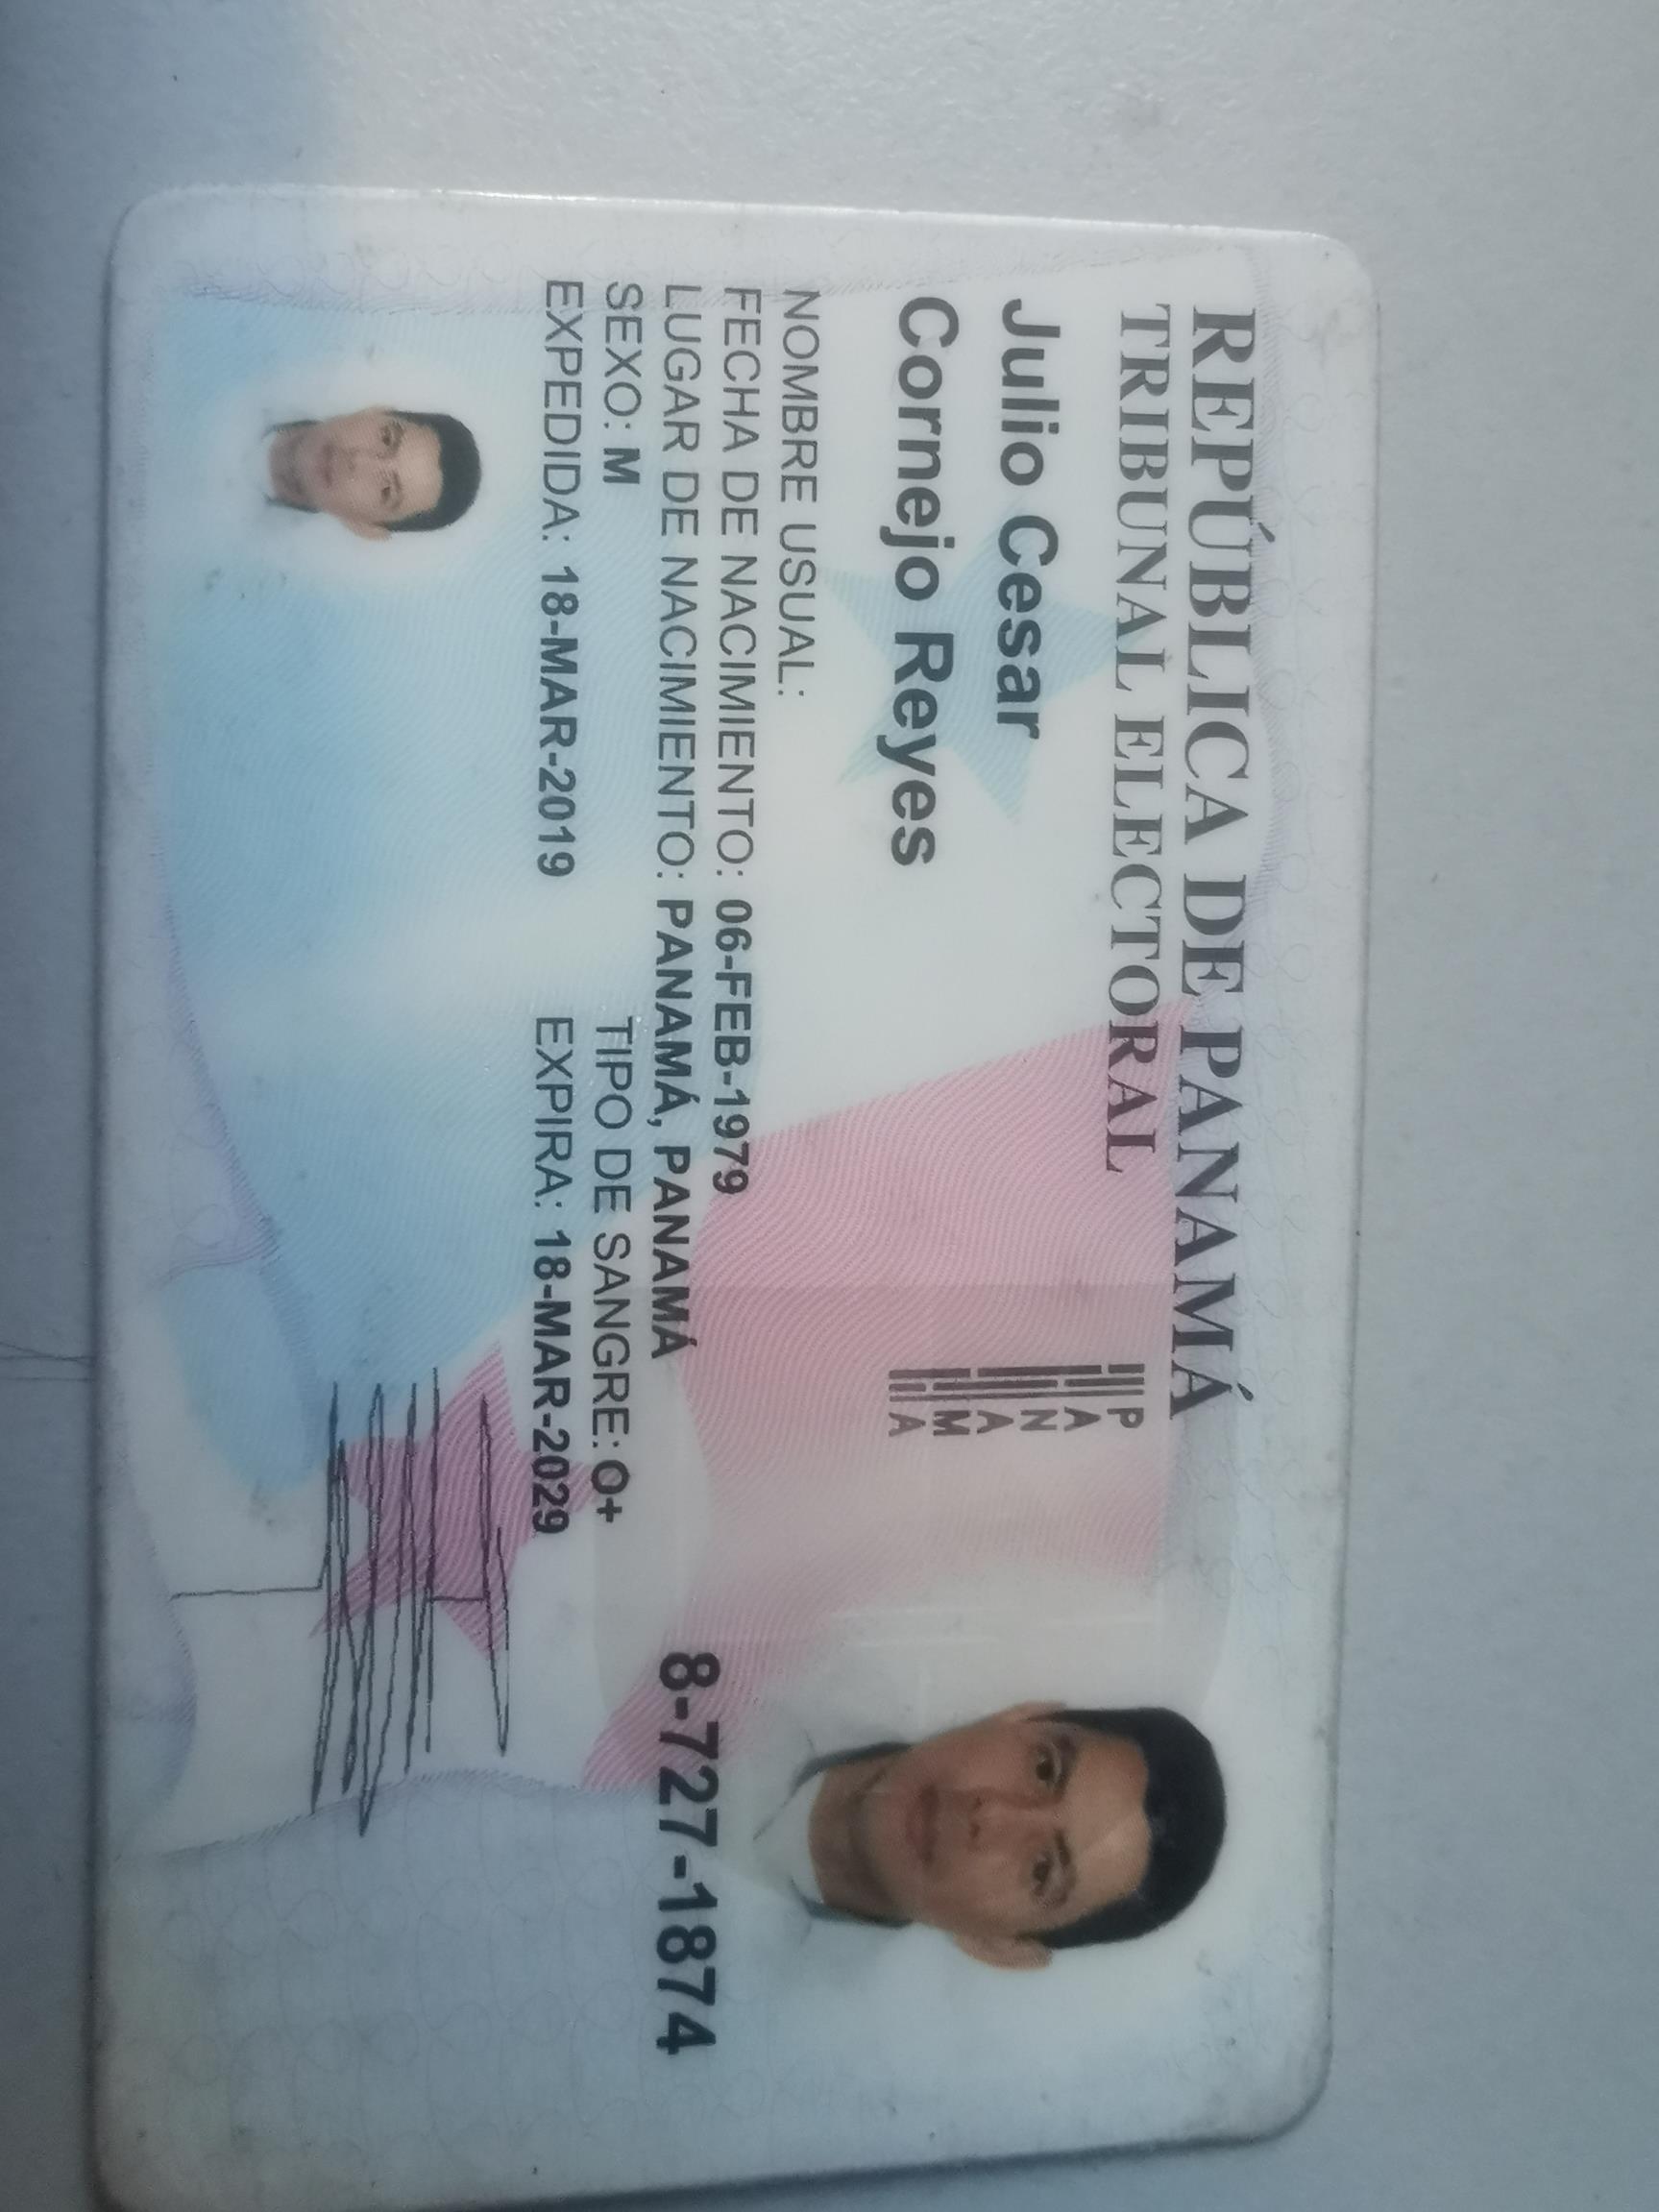 REPÚBLICA DE PANAMÁ
TRIBUNAL ELECTORAL
PANAMA
Julio Cesar
Cornejo Reyes
NOMBRE USUAL:
FECHA DE NACIMIENTO: 06-FEB-1979
LUGAR DE NACIMIENTO: PANAMÁ, PANAMÁ
SEXO: M TIPO DE SANGRE: O+
EXPEDIDA: 18-MAR-2019 EXPIRA: 18-MAR-2029
8-727-1874